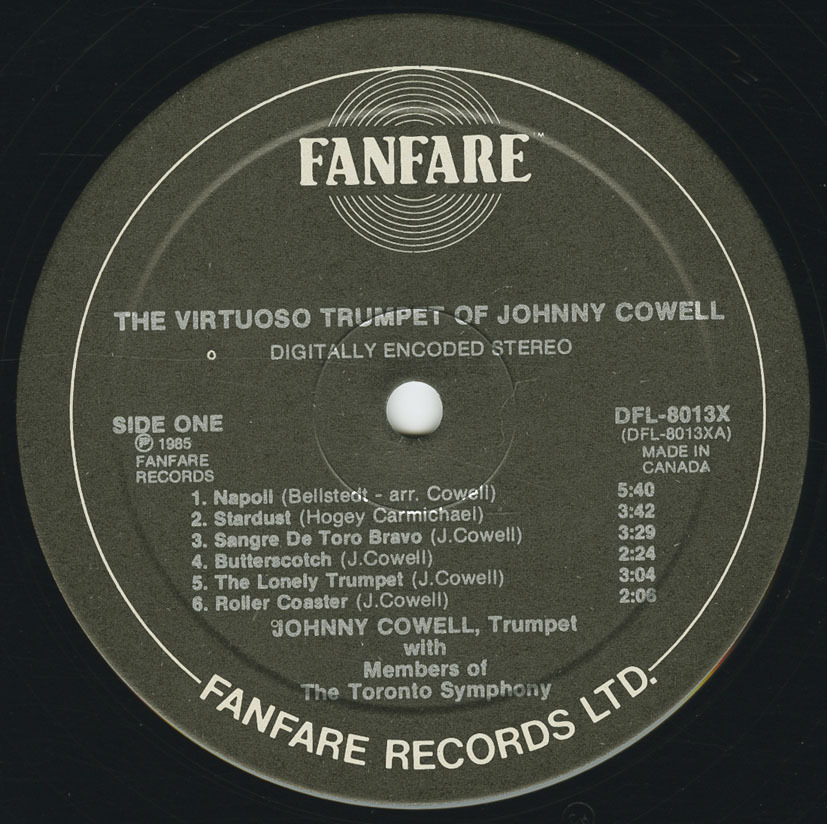 FANFARE™
THE VIRTUOSO TRUMPET OF JOHNNY COWELL
DIGITALLY ENCODED STEREO
SIDE ONE
℗ 1985
FANFARE
RECORDS
DFL-8013X
(DFL-8013XA)
MADE IN
CANADA
1. Napoli (Bellstedt - arr. Cowell) 5:40
2. Stardust (Hogey Carmichael) 3:42
3. Sangre De Toro Bravo (J.Cowell) 3:29
4. Butterscotch (J.Cowell) 2:24
5. The Lonely Trumpet (J.Cowell) 3:04
6. Roller Coaster (J.Cowell) 2:06
JOHNNY COWELL, Trumpet
with
Members of
The Toronto Symphony
FANFARE RECORDS LTD.